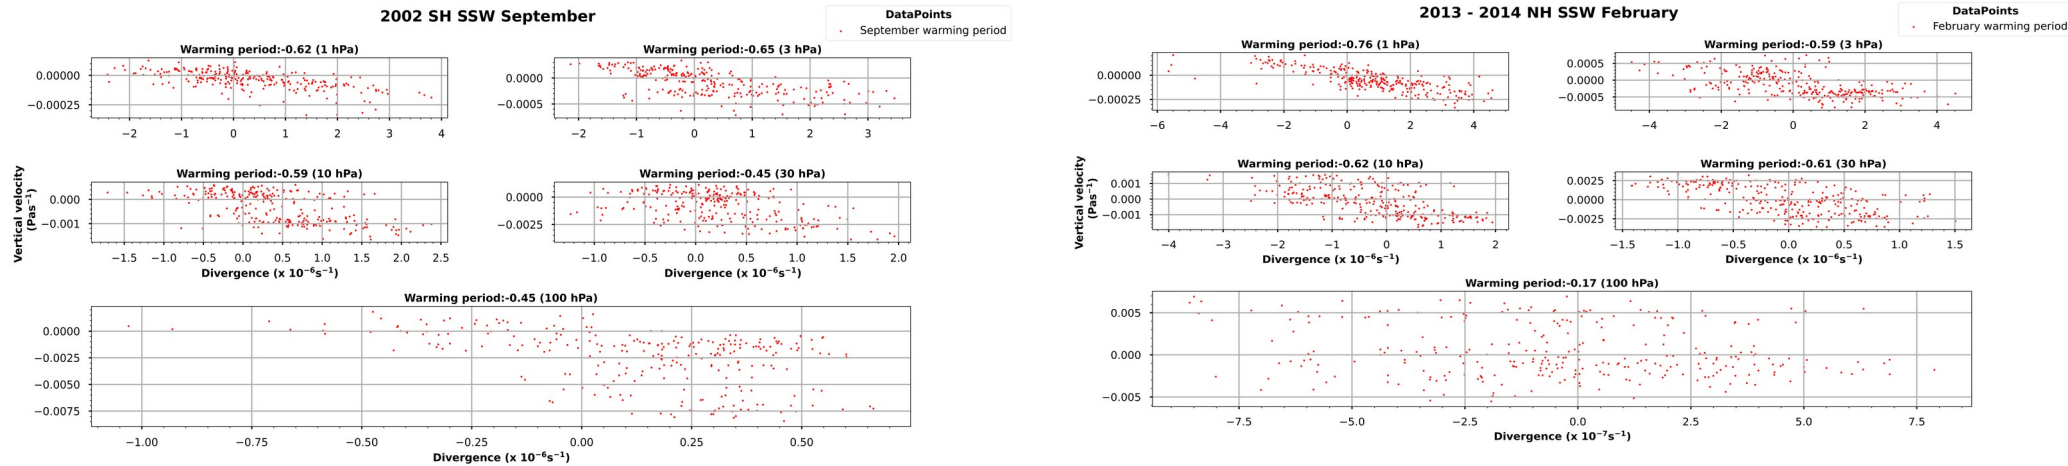 2002 SH SSW September
DataPoints
September warming period
Warming period:-0.62 (1 hPa)
Warming period:-0.65 (3 hPa)
0.00000
−0.00025
−2 −1 0 1 2 3 4
0.0000
−0.0005
−2 −1 0 1 2 3
Warming period:-0.59 (10 hPa)
Warming period:-0.45 (30 hPa)
Vertical velocity
(Pas⁻¹)
0.000
−0.001
−1.5 −1.0 −0.5 0.0 0.5 1.0 1.5 2.0 2.5
Divergence (x 10⁻⁶s⁻¹)
0.0000
−0.0025
−1.0 −0.5 0.0 0.5 1.0 1.5 2.0
Divergence (x 10⁻⁶s⁻¹)
Warming period:-0.45 (100 hPa)
0.0000
−0.0025
−0.0050
−0.0075
−1.00 −0.75 −0.50 −0.25 0.00 0.25 0.50
Divergence (x 10⁻⁶s⁻¹)
2013 - 2014 NH SSW February
DataPoints
February warming period
Warming period:-0.76 (1 hPa)
Warming period:-0.59 (3 hPa)
0.00000
−0.00025
−6 −4 −2 0 2 4
0.0005
0.0000
−0.0005
−4 −2 0 2 4
Warming period:-0.62 (10 hPa)
Warming period:-0.61 (30 hPa)
Vertical velocity
(Pas⁻¹)
0.001
0.000
−0.001
−4 −3 −2 −1 0 1 2
Divergence (x 10⁻⁶s⁻¹)
0.0025
0.0000
−0.0025
−1.5 −1.0 −0.5 0.0 0.5 1.0 1.5
Divergence (x 10⁻⁶s⁻¹)
Warming period:-0.17 (100 hPa)
0.005
0.000
−0.005
−7.5 −5.0 −2.5 0.0 2.5 5.0 7.5
Divergence (x 10⁻⁷s⁻¹)